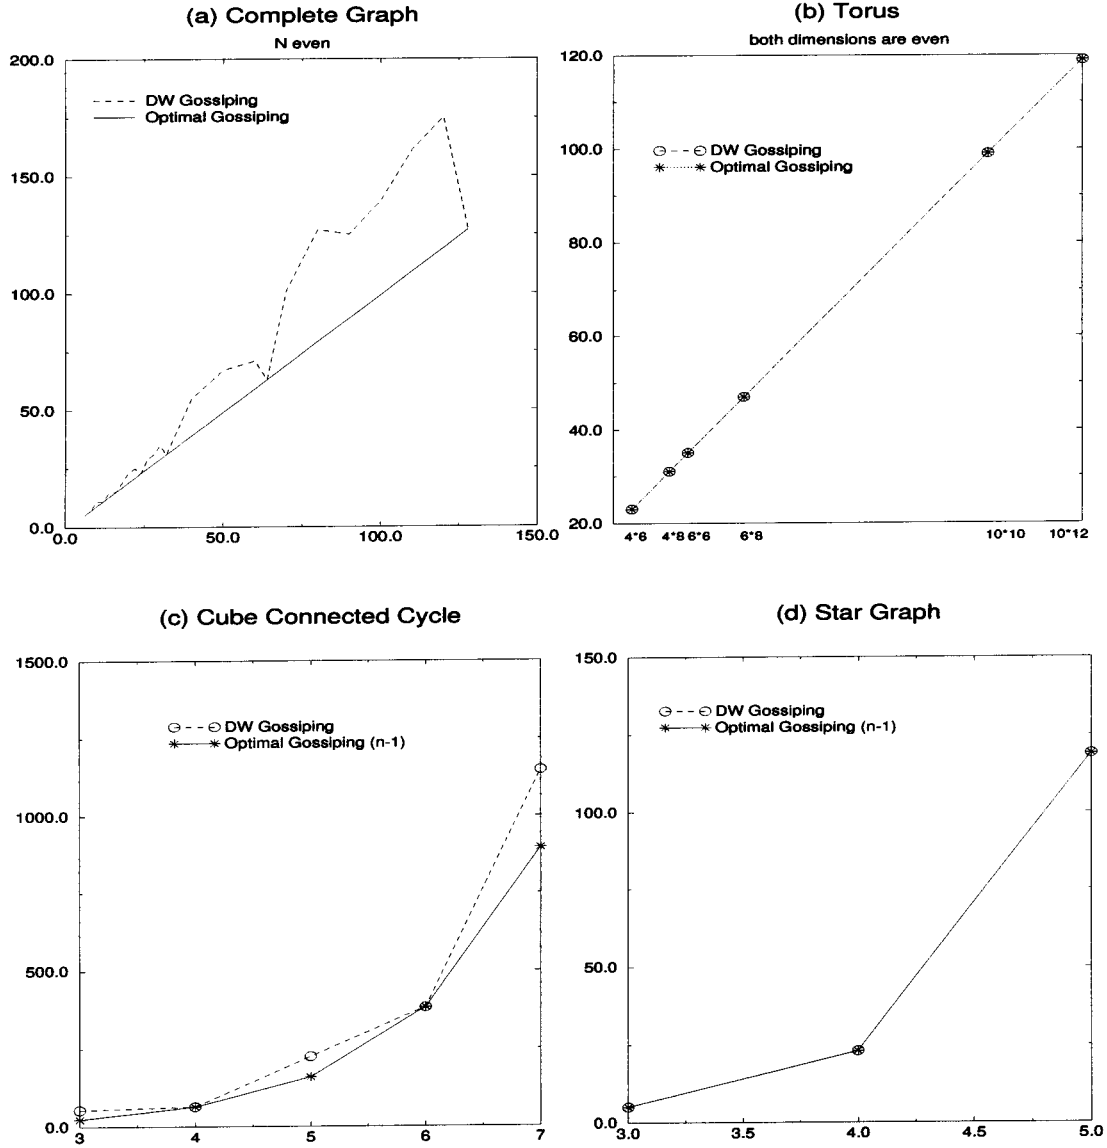 (a) Complete Graph
N even
200.0
150.0
100.0
50.0
0.0
DW Gossiping
Optimal Gossiping
0.0 50.0 100.0 150.0
(b) Torus
both dimensions are even
120.0
100.0
80.0
60.0
40.0
20.0
DW Gossiping
Optimal Gossiping
4*6 4*8 6*6 6*8 10*10 10*12
(c) Cube Connected Cycle
1500.0
1000.0
500.0
0.0
DW Gossiping
Optimal Gossiping (n-1)
3 4 5 6 7
(d) Star Graph
150.0
100.0
50.0
0.0
DW Gossiping
Optimal Gossiping (n-1)
3.0 3.5 4.0 4.5 5.0